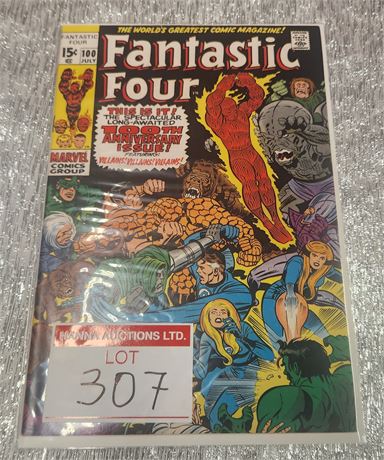 THE WORLD'S GREATEST COMIC MAGAZINE!
FANTASTIC
FOUR
15¢ 100
JULY
Fantastic
Four
THIS IS IT!
THE SPECTACULAR
LONG-AWAITED
100TH
ANNIVERSARY
ISSUE!
FEATURING:
VILLAINS! VILLAINS! VILLAINS!
MARVEL
COMICS
GROUP
HANNA AUCTIONS LTD.
LOT
307